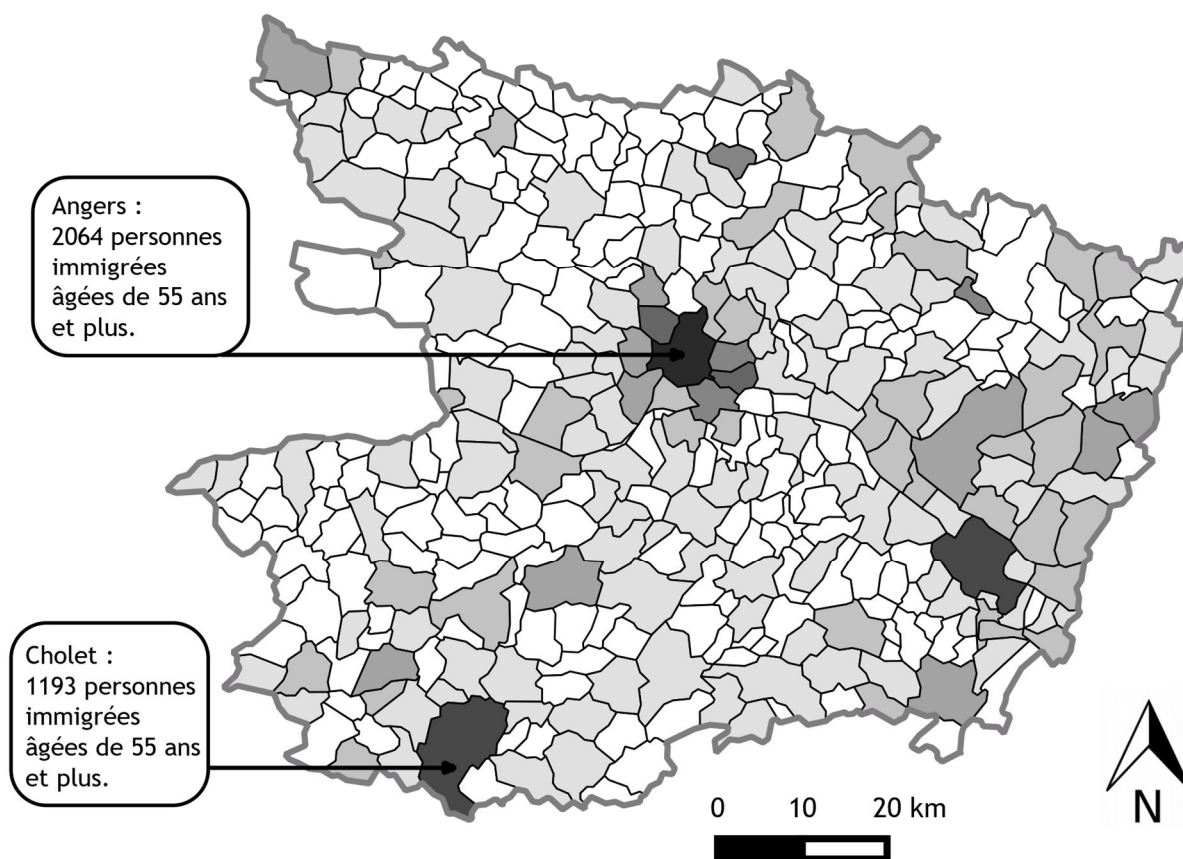 Angers :
2064 personnes
immigrées
âgées de 55 ans
et plus.
Cholet :
1193 personnes
immigrées
âgées de 55 ans
et plus.
0 10 20 km
N